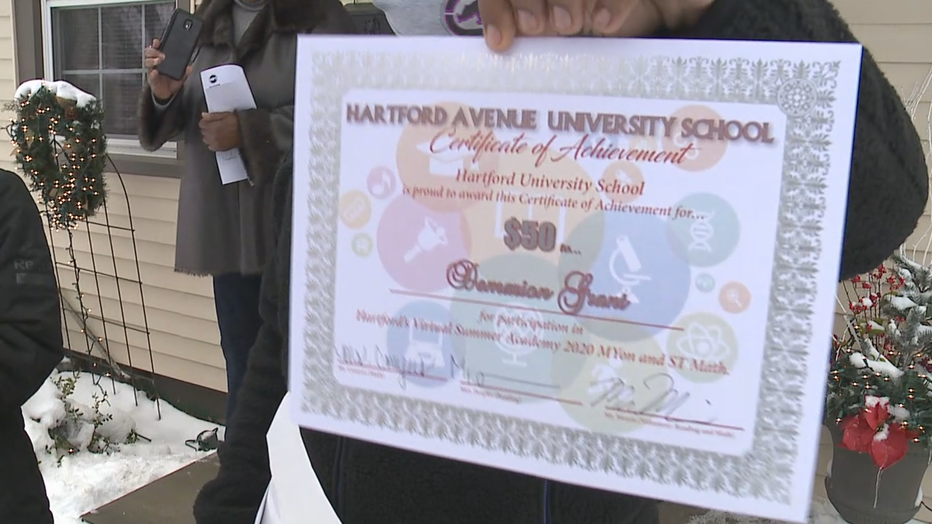 HARTFORD AVENUE UNIVERSITY SCHOOL
Certificate of Achievement
Hartford University School
is proud to award this Certificate of Achievement for...
$50 to...
Dominion Grant
for participation in
Hartford's Virtual Summer Academy 2020 MYon and ST Math.